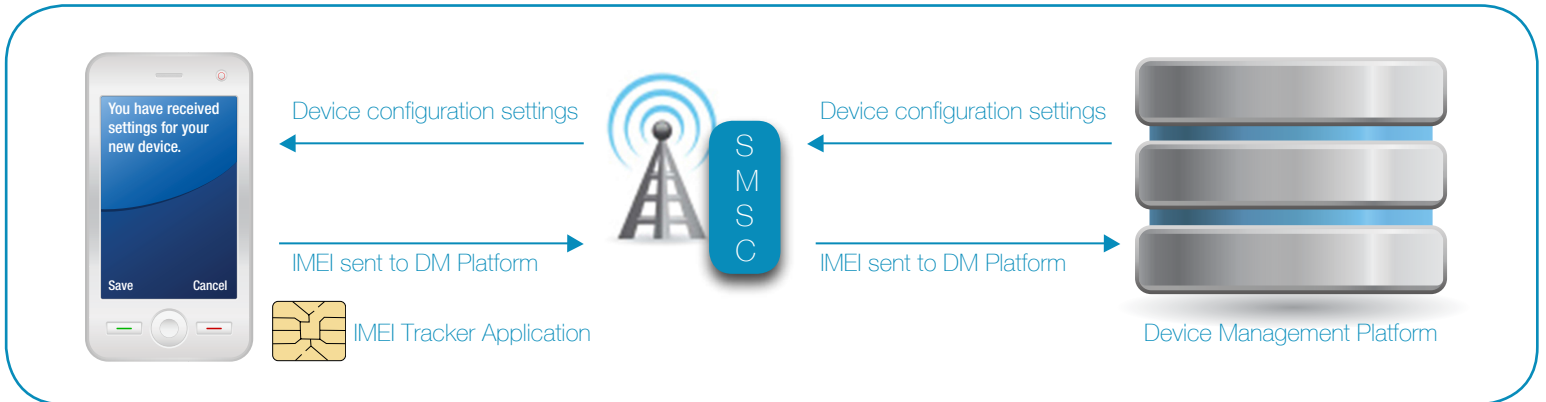 You have received
settings for your
new device.
Save Cancel
Device configuration settings
IMEI sent to DM Platform
IMEI Tracker Application
S
M
S
C
Device configuration settings
IMEI sent to DM Platform
Device Management Platform